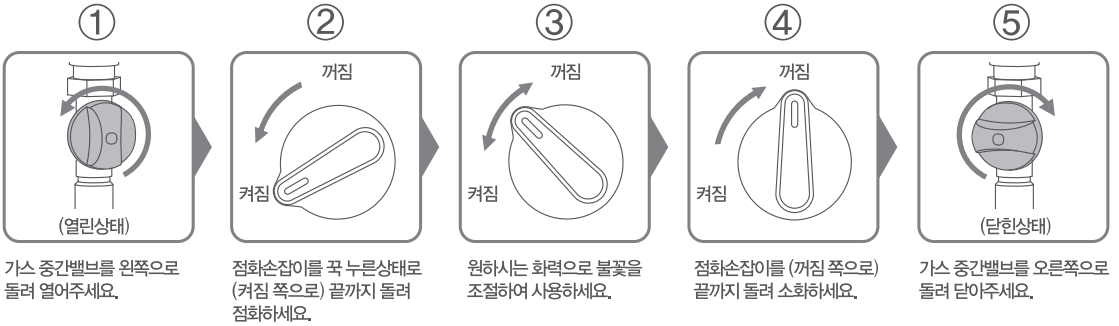 ①
(열린상태)
가스 중간밸브를 왼쪽으로
돌려 열어주세요.
②
꺼짐
켜짐
점화손잡이를 꾹 누른상태로
(켜짐 쪽으로) 끝까지 돌려
점화하세요.
③
꺼짐
켜짐
원하시는 화력으로 불꽃을
조절하여 사용하세요.
④
꺼짐
켜짐
점화손잡이를 (꺼짐 쪽으로)
끝까지 돌려 소화하세요.
⑤
(닫힌상태)
가스 중간밸브를 오른쪽으로
돌려 닫아주세요.